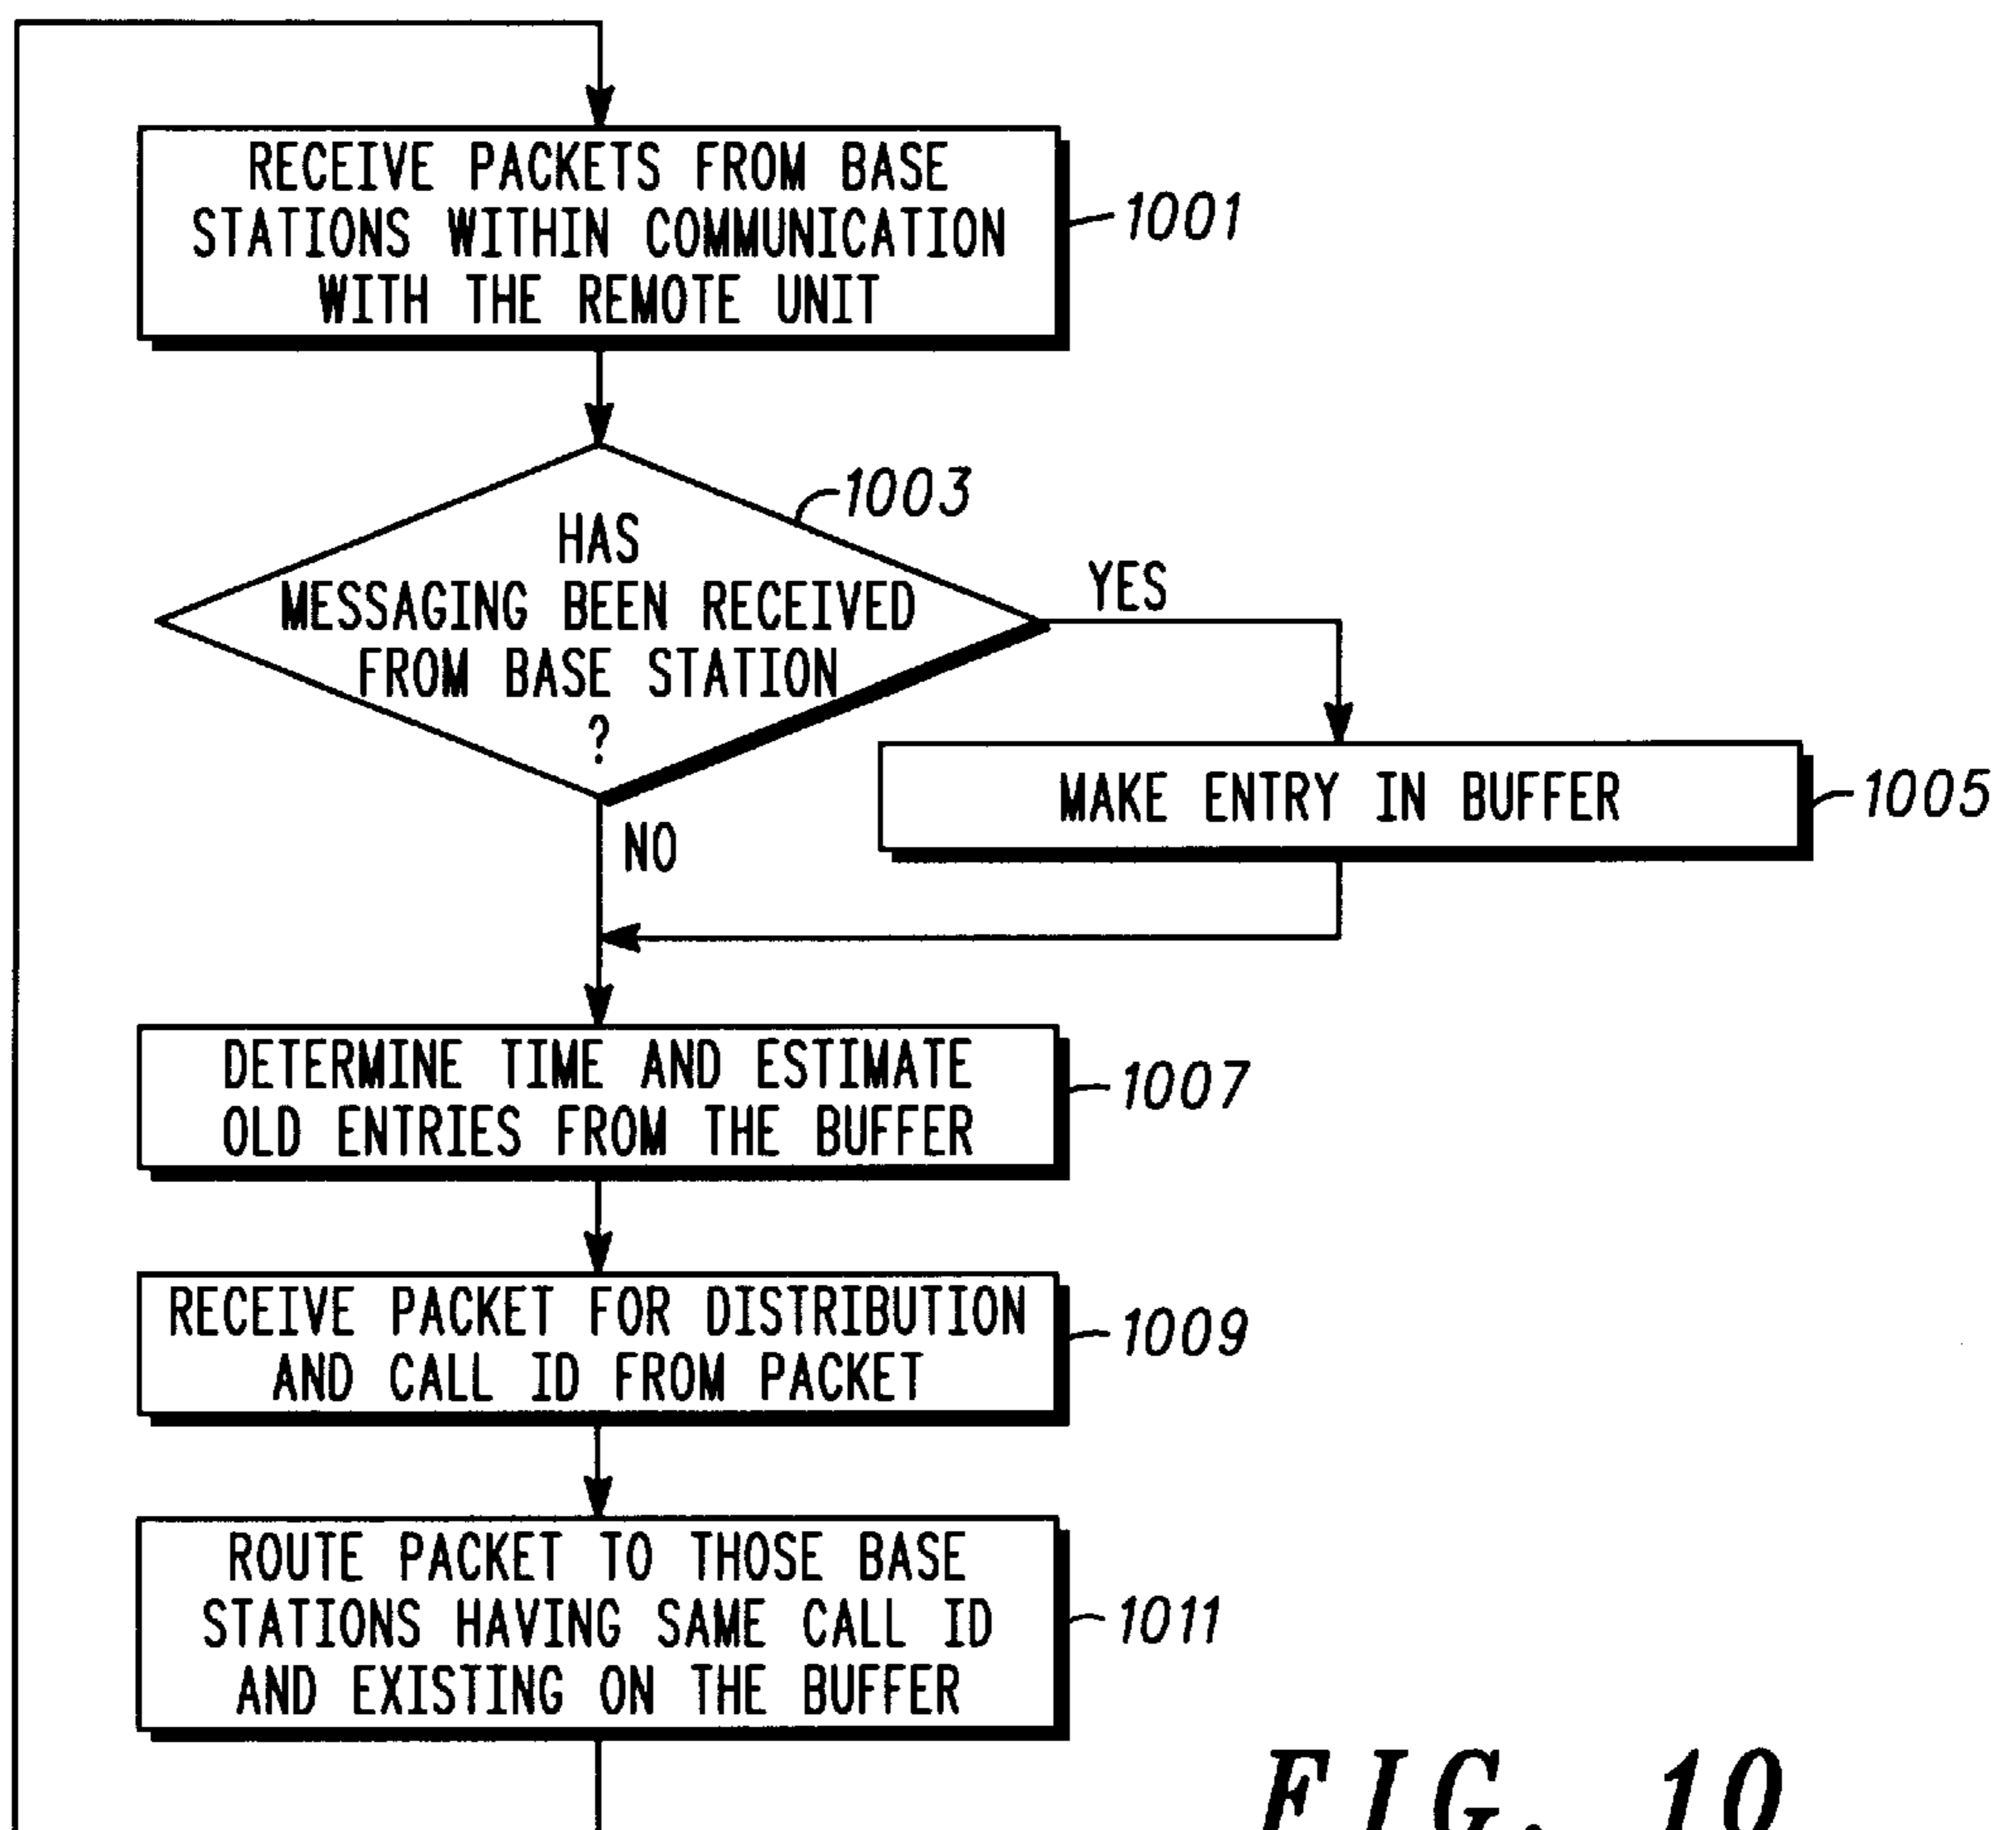 RECEIVE PACKETS FROM BASE
STATIONS WITHIN COMMUNICATION
WITH THE REMOTE UNIT
1001
1003
HAS
MESSAGING BEEN RECEIVED
FROM BASE STATION
?
YES
MAKE ENTRY IN BUFFER
1005
NO
DETERMINE TIME AND ESTIMATE
OLD ENTRIES FROM THE BUFFER
1007
RECEIVE PACKET FOR DISTRIBUTION
AND CALL ID FROM PACKET
1009
ROUTE PACKET TO THOSE BASE
STATIONS HAVING SAME CALL ID
AND EXISTING ON THE BUFFER
1011
FIG. 10